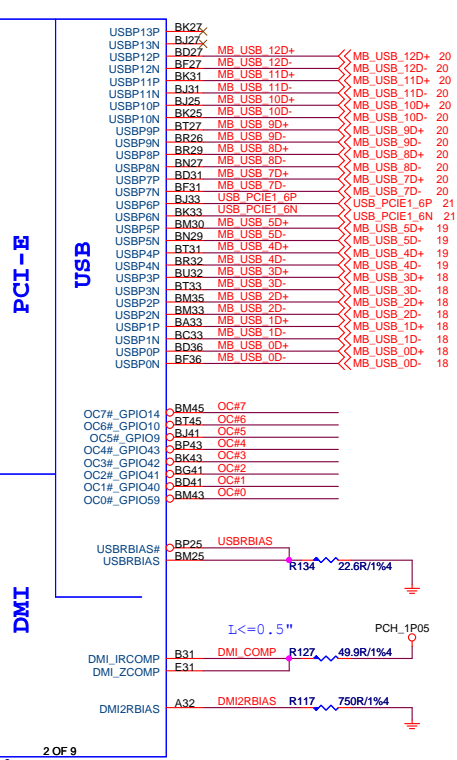 USBP13P BK27
USBP13N BJ27
USBP12P BD27 MB_USB_12D+ MB_USB_12D+ 20
USBP12N BF27 MB_USB_12D- MB_USB_12D- 20
USBP11P BK31 MB_USB_11D+ MB_USB_11D+ 20
USBP11N BJ31 MB_USB_11D- MB_USB_11D- 20
USBP10P BJ25 MB_USB_10D+ MB_USB_10D+ 20
USBP10N BK25 MB_USB_10D- MB_USB_10D- 20
USBP9P BT27 MB_USB_9D+ MB_USB_9D+ 20
USBP9N BR26 MB_USB_9D- MB_USB_9D- 20
USBP8P BR29 MB_USB_8D+ MB_USB_8D+ 20
USBP8N BN27 MB_USB_8D- MB_USB_8D- 20
USBP7P BD31 MB_USB_7D+ MB_USB_7D+ 20
USBP7N BF31 MB_USB_7D- MB_USB_7D- 20
USBP6P BJ33 USB_PCIE1_6P USB_PCIE1_6P 21
USBP6N BK33 USB_PCIE1_6N USB_PCIE1_6N 21
USBP5P BM30 MB_USB_5D+ MB_USB_5D+ 19
USBP5N BN29 MB_USB_5D- MB_USB_5D- 19
USBP4P BT31 MB_USB_4D+ MB_USB_4D+ 19
USBP4N BR32 MB_USB_4D- MB_USB_4D- 19
USBP3P BU32 MB_USB_3D+ MB_USB_3D+ 18
USBP3N BT33 MB_USB_3D- MB_USB_3D- 18
USBP2P BM35 MB_USB_2D+ MB_USB_2D+ 18
USBP2N BM33 MB_USB_2D- MB_USB_2D- 18
USBP1P BA33 MB_USB_1D+ MB_USB_1D+ 18
USBP1N BC33 MB_USB_1D- MB_USB_1D- 18
USBP0P BD36 MB_USB_0D+ MB_USB_0D+ 18
USBP0N BF36 MB_USB_0D- MB_USB_0D- 18
PCI-E
USB
OC7#_GPIO14 BM45 OC#7
OC6#_GPIO10 BT45 OC#6
OC5#_GPIO9 BJ41 OC#5
OC4#_GPIO43 BP43 OC#4
OC3#_GPIO42 BK43 OC#3
OC2#_GPIO41 BG41 OC#2
OC1#_GPIO40 BD41 OC#1
OC0#_GPIO59 BM43 OC#0
USBRBIAS# BP25 USBRBIAS
USBRBIAS BM25
R134 22.6R/1%4
DMI
L<=0.5"
PCH_1P05
DMI_IRCOMP B31 DMI_COMP R127 49.9R/1%4
DMI_ZCOMP E31
DMI2RBIAS A32 DMI2RBIAS R117 750R/1%4
2 OF 9